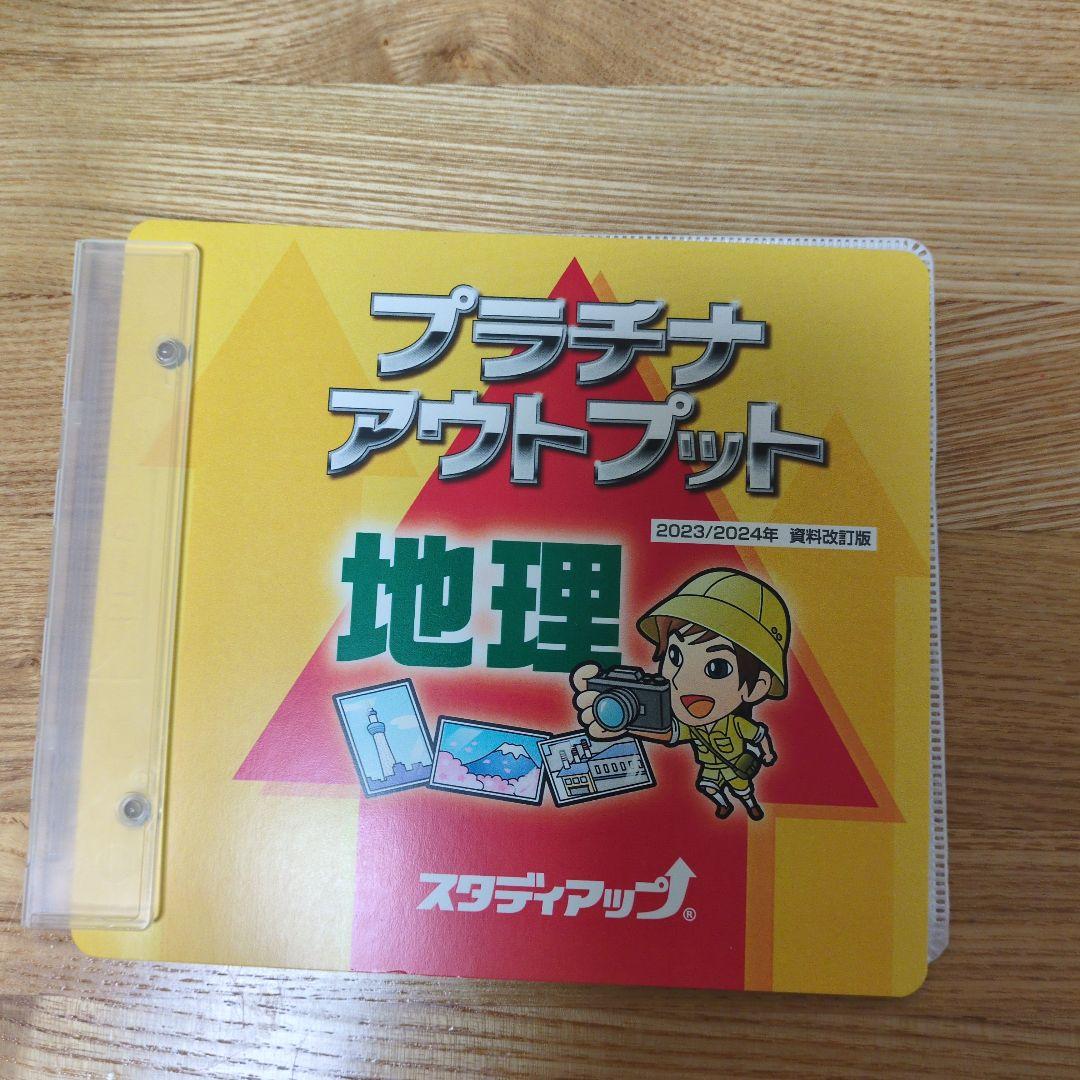 プラチナ
アウトプット
2023/2024年 資料改訂版
地理
スタディアップ®